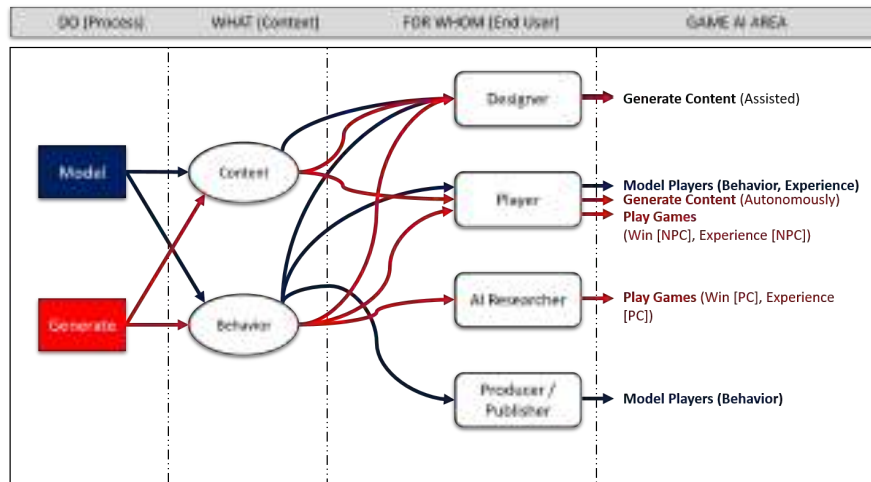 DO (Process)
WHAT (Content)
FOR WHOM (End User)
GAME AI AREA
Designer
Generate Content (Assisted)
Model
Content
Player
Model Players (Behavior, Experience)
Generate Content (Autonomously)
Play Games
(Win [NPC], Experience [NPC])
Generate
Behavior
AI Researcher
Play Games (Win [PC], Experience
[PC])
Producer /
Publisher
Model Players (Behavior)